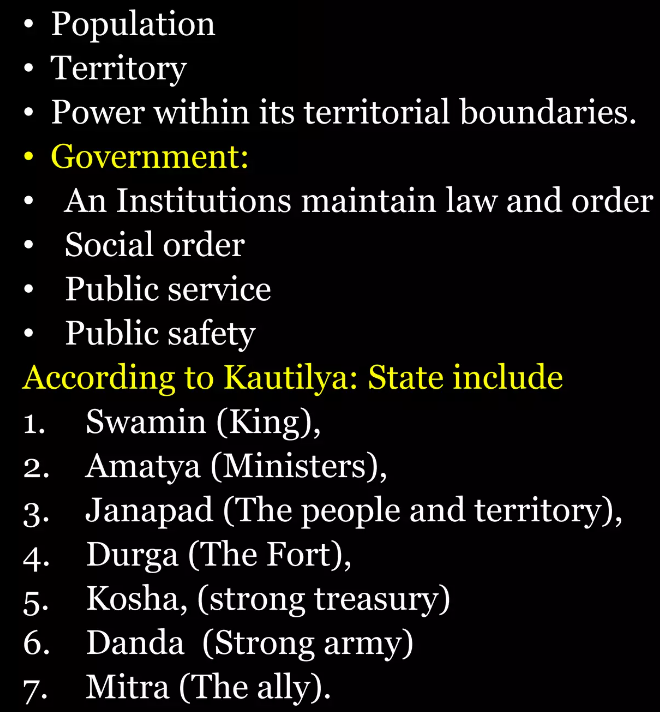 • Population
• Territory
• Power within its territorial boundaries.
• Government:
• An Institutions maintain law and order
• Social order
• Public service
• Public safety
According to Kautilya: State include
1. Swamin (King),
2. Amatya (Ministers),
3. Janapad (The people and territory),
4. Durga (The Fort),
5. Kosha, (strong treasury)
6. Danda (Strong army)
7. Mitra (The ally).